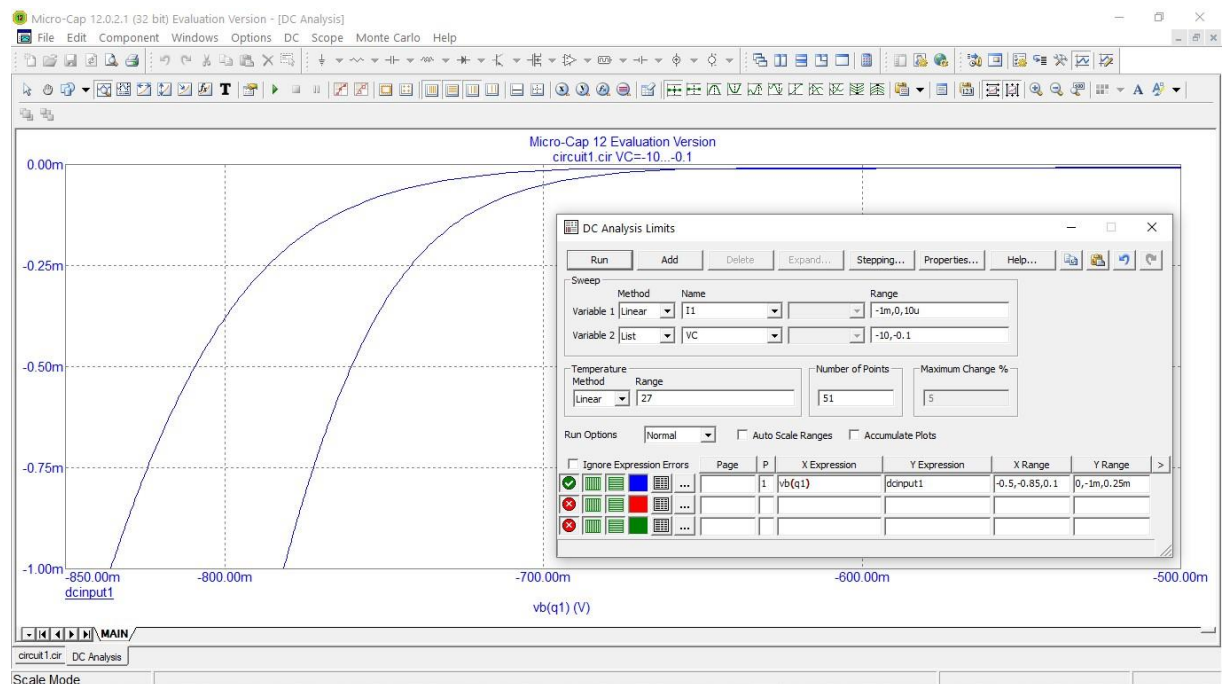 Micro-Cap 12.0.2.1 (32 bit) Evaluation Version - [DC Analysis]
File Edit Component Windows Options DC Scope Monte Carlo Help
Micro-Cap 12 Evaluation Version
circuit1.cir VC=-10...-0.1
0.00m
-0.25m
-0.50m
-0.75m
-1.00m
-850.00m -800.00m -700.00m -600.00m -500.00m
dcinput1
vb(q1) (V)
DC Analysis Limits
Run Add Delete Expand... Stepping... Properties... Help...
Sweep
Method Name Range
Variable 1 Linear I1 -1m,0,10u
Variable 2 List VC -10,-0.1
Temperature Number of Points Maximum Change %
Method Range
Linear 27 51 5
Run Options Normal Auto Scale Ranges Accumulate Plots
Ignore Expression Errors Page P X Expression Y Expression X Range Y Range >
... 1 vb(q1) dcinput1 -0.5,-0.85,0.1 0,-1m,0.25m
...
...
MAIN
circuit1.cir DC Analysis
Scale Mode